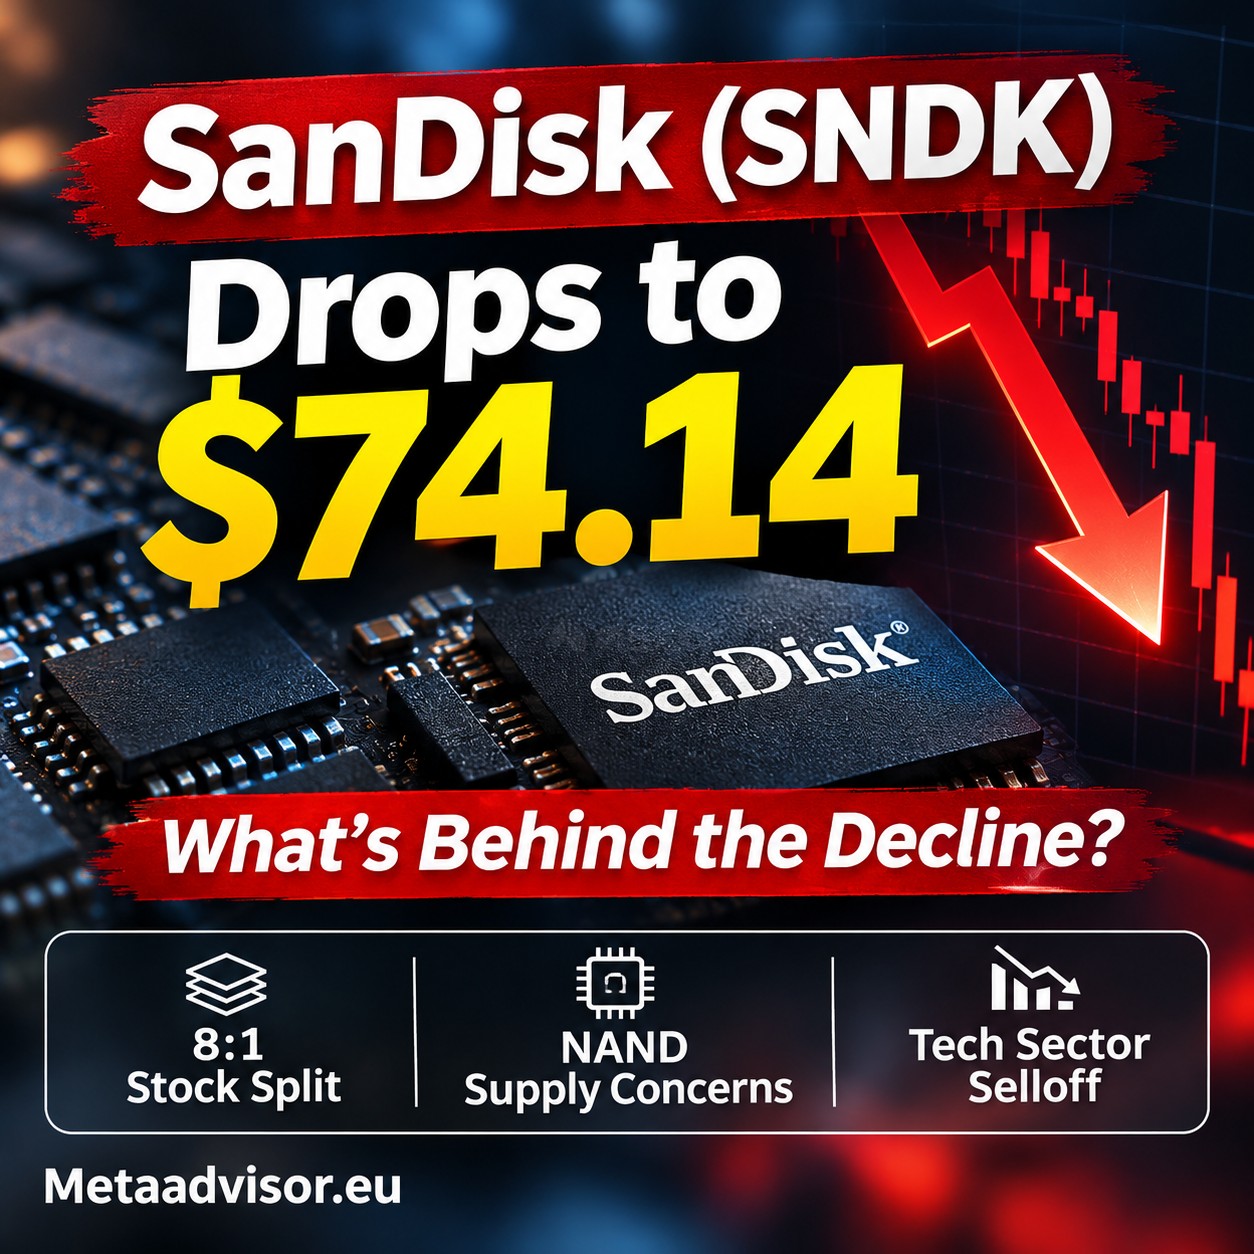 SanDisk (SNDK)
Drops to
$74.14
SanDisk®
What's Behind the Decline?
8:1
Stock Split
NAND
Supply Concerns
Tech Sector
Selloff
Metaadvisor.eu